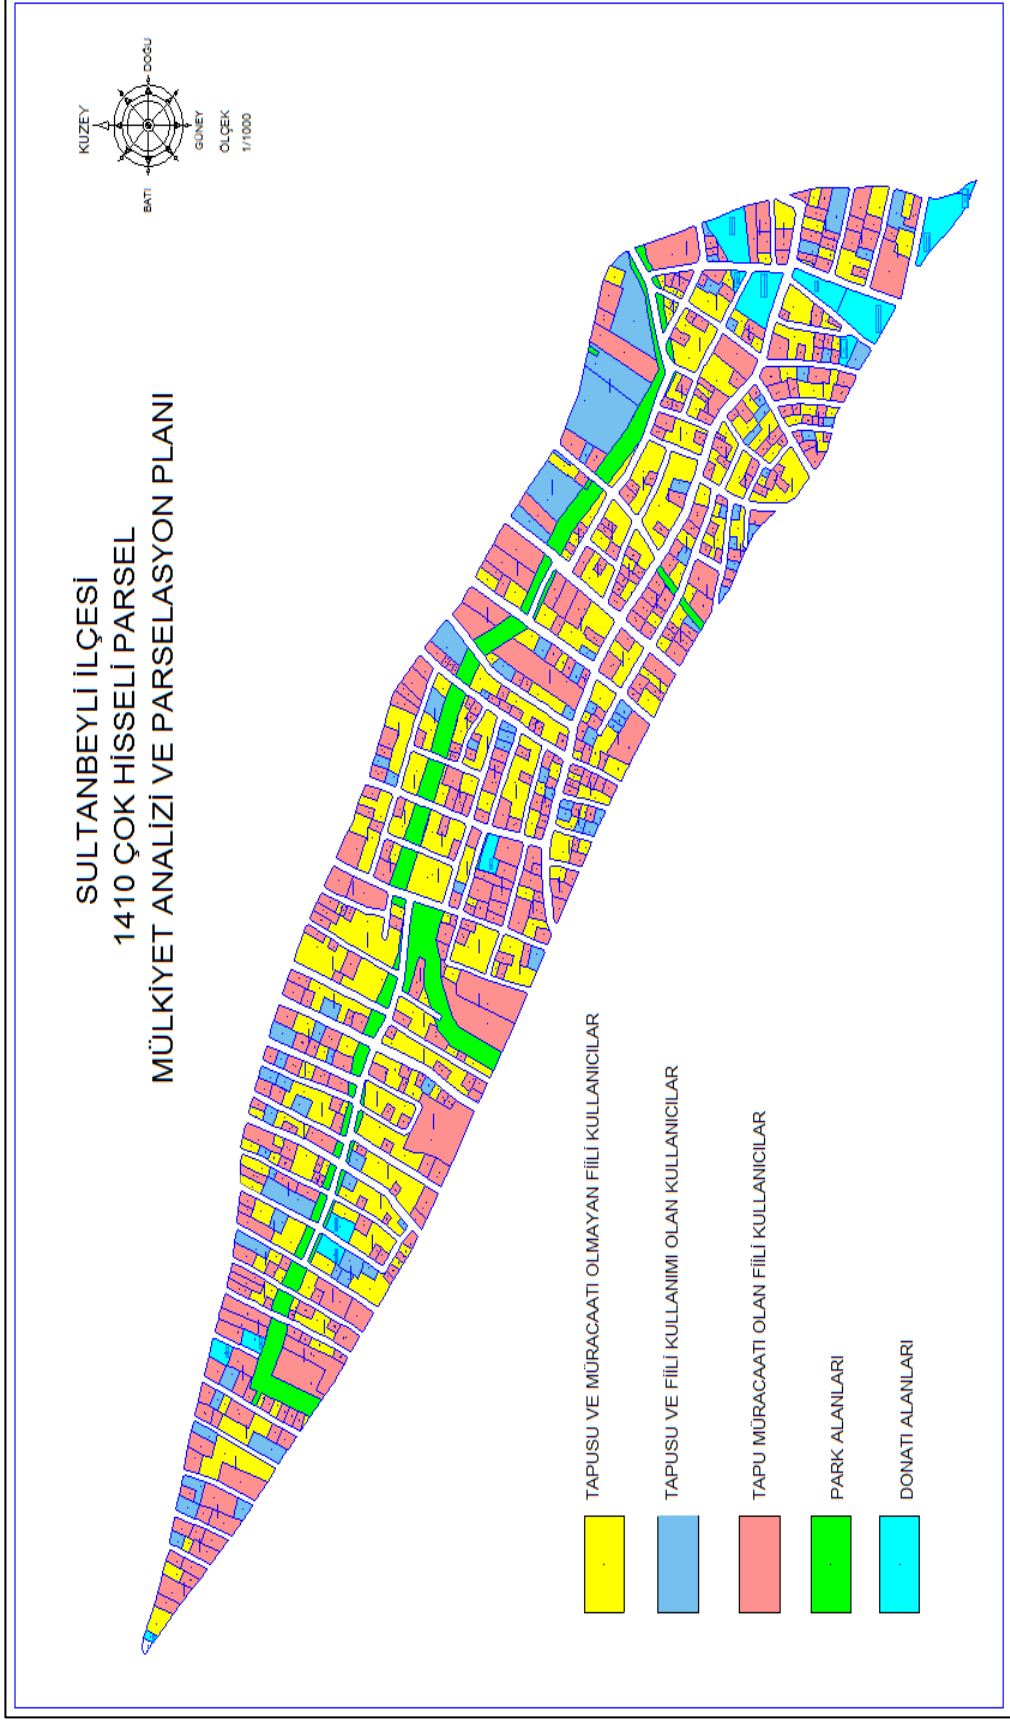 SULTANBEYLİ İLÇESİ
1410 ÇOK HİSSELİ PARSEL
MÜLKİYET ANALİZİ VE PARSELASYON PLANI
KUZEY
BATI
DOĞU
GÜNEY
ÖLÇEK
1/1000
TAPUSU VE MÜRACAATI OLMAYAN FİİLİ KULLANICILAR
TAPUSU VE FİİLİ KULLANIMI OLAN KULLANICILAR
TAPU MÜRACAATI OLAN FİİLİ KULLANICILAR
PARK ALANLARI
DONATI ALANLARI